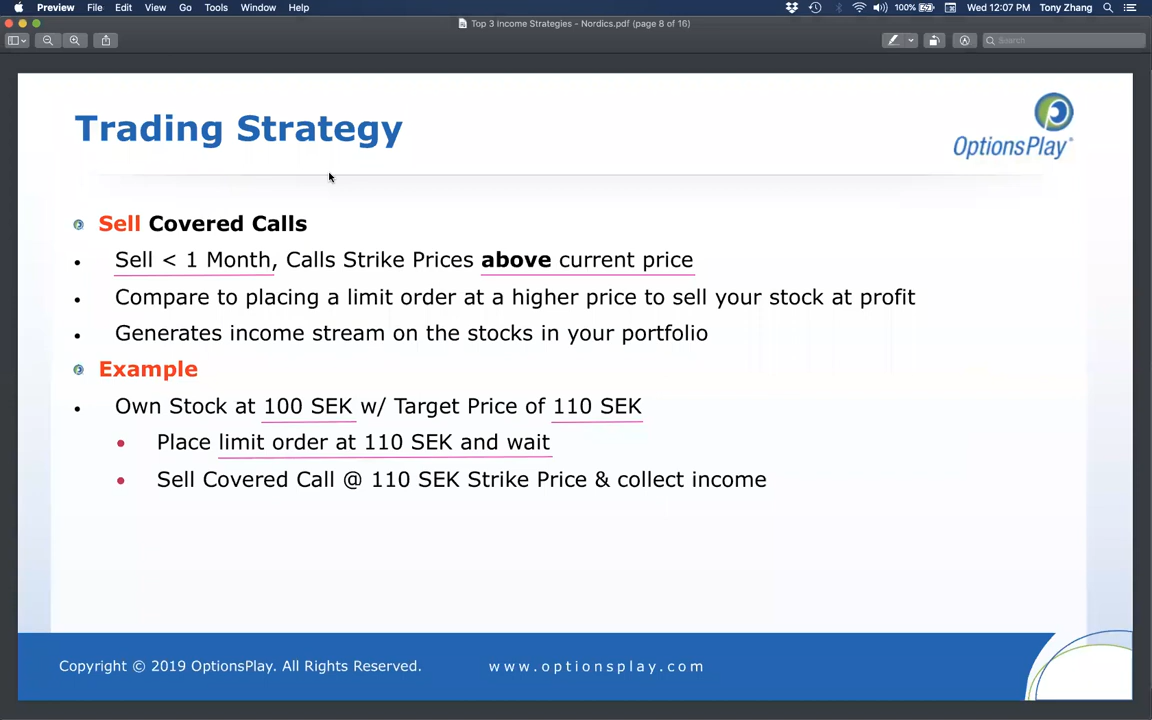 Preview File Edit View Go Tools Window Help 100% Wed 12:07 PM Tony Zhang
Top 3 Income Strategies - Nordics.pdf (page 8 of 16)
Search
Trading Strategy
OptionsPlay
Sell Covered Calls
• Sell < 1 Month, Calls Strike Prices above current price
• Compare to placing a limit order at a higher price to sell your stock at profit
• Generates income stream on the stocks in your portfolio
Example
• Own Stock at 100 SEK w/ Target Price of 110 SEK
• Place limit order at 110 SEK and wait
• Sell Covered Call @ 110 SEK Strike Price & collect income
Copyright © 2019 OptionsPlay. All Rights Reserved. www.optionsplay.com